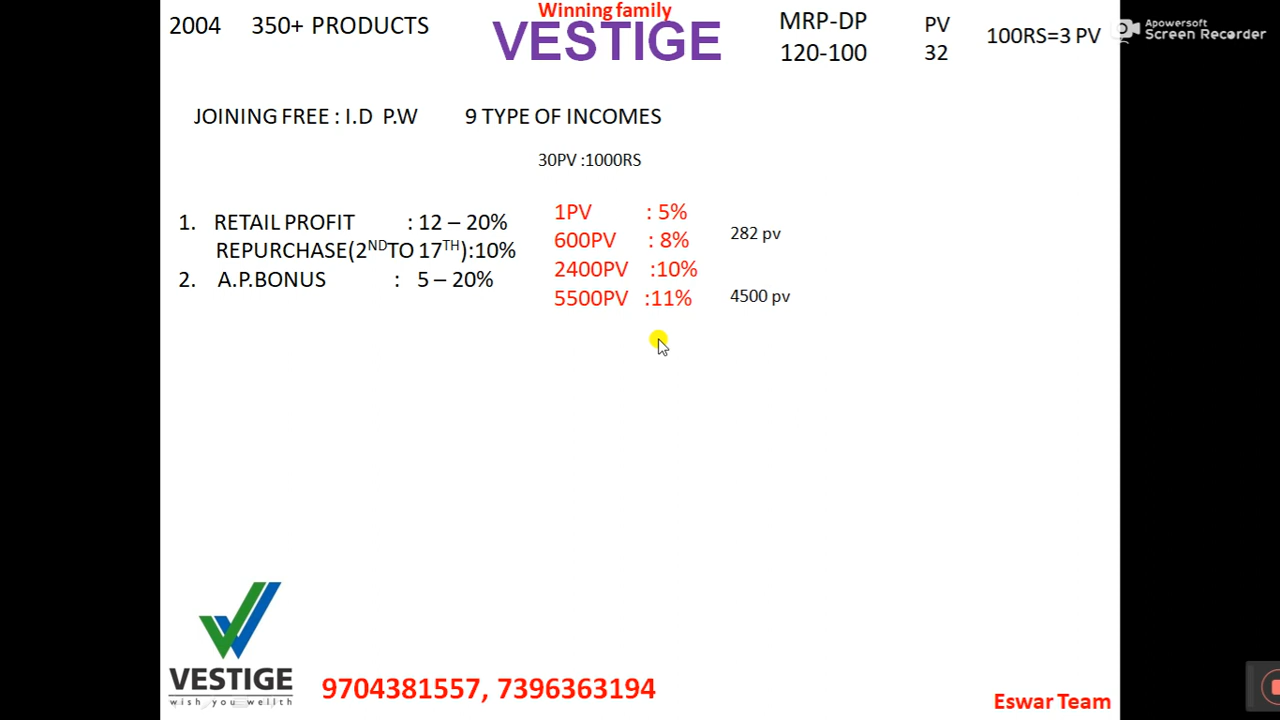 Winning family
2004 350+ PRODUCTS VESTIGE MRP-DP PV 100RS=3 PV
120-100 32
Apowersoft
Screen Recorder
JOINING FREE : I.D P.W 9 TYPE OF INCOMES
30PV :1000RS
1. RETAIL PROFIT : 12 – 20%
REPURCHASE(2ND TO 17TH):10%
2. A.P.BONUS : 5 – 20%
1PV : 5%
600PV : 8%
2400PV :10%
5500PV :11%
282 pv
4500 pv
VESTIGE
wish you wellth
9704381557, 7396363194
Eswar Team